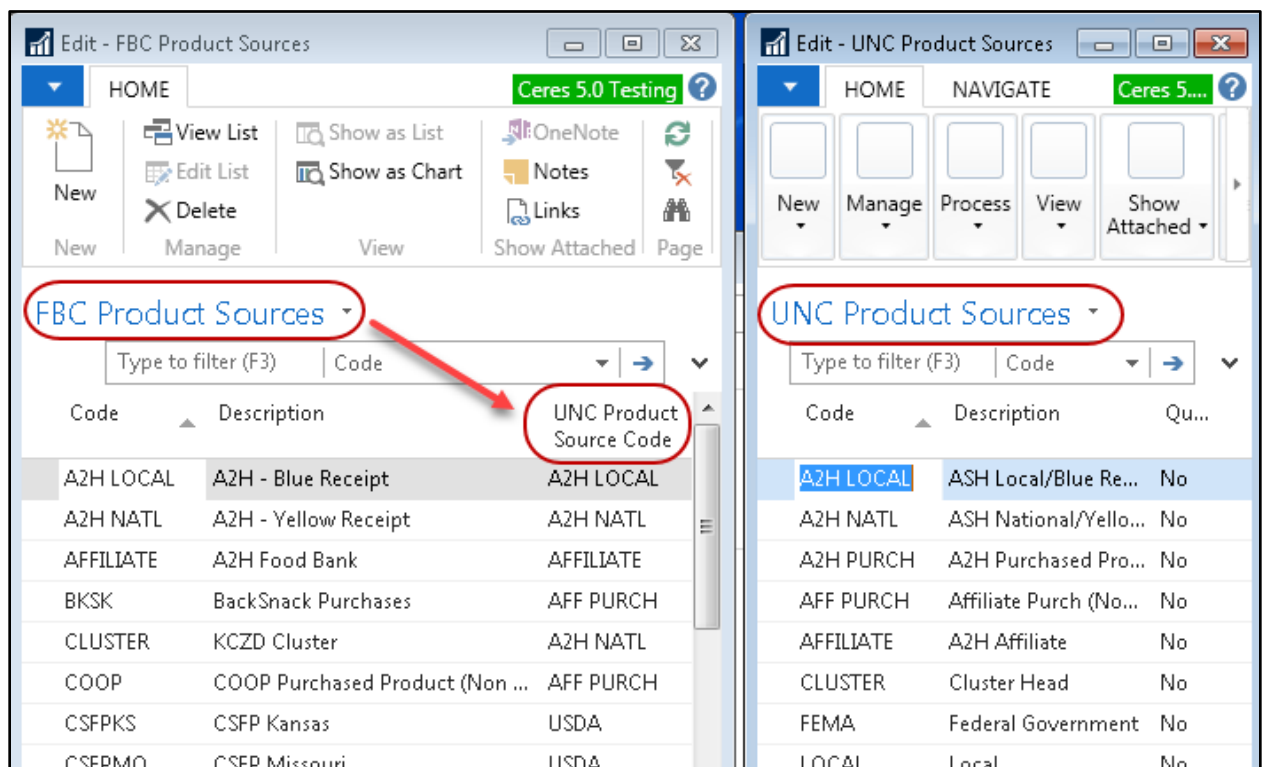 Edit - FBC Product Sources
HOME
Ceres 5.0 Testing
New
View List
Edit List
Delete
Show as List
Show as Chart
OneNote
Notes
Links
New
Manage
View
Show Attached
Page
FBC Product Sources
Type to filter (F3)
Code
Code
Description
UNC Product
Source Code
A2H LOCAL A2H - Blue Receipt A2H LOCAL
A2H NATL A2H - Yellow Receipt A2H NATL
AFFILIATE A2H Food Bank AFFILIATE
BKSK BackSnack Purchases AFF PURCH
CLUSTER KCZD Cluster A2H NATL
COOP COOP Purchased Product (Non ... AFF PURCH
CSFPKS CSFP Kansas USDA
CSFPMO CSFP Missouri USDA
Edit - UNC Product Sources
HOME NAVIGATE
Ceres 5....
New
Manage
Process
View
Show
Attached
UNC Product Sources
Type to filter (F3)
Code
Code Description Qu...
A2H LOCAL ASH Local/Blue Re... No
A2H NATL ASH National/Yello... No
A2H PURCH A2H Purchased Pro... No
AFF PURCH Affiliate Purch (No... No
AFFILIATE A2H Affiliate No
CLUSTER Cluster Head No
FEMA Federal Government No
LOCAL Local No